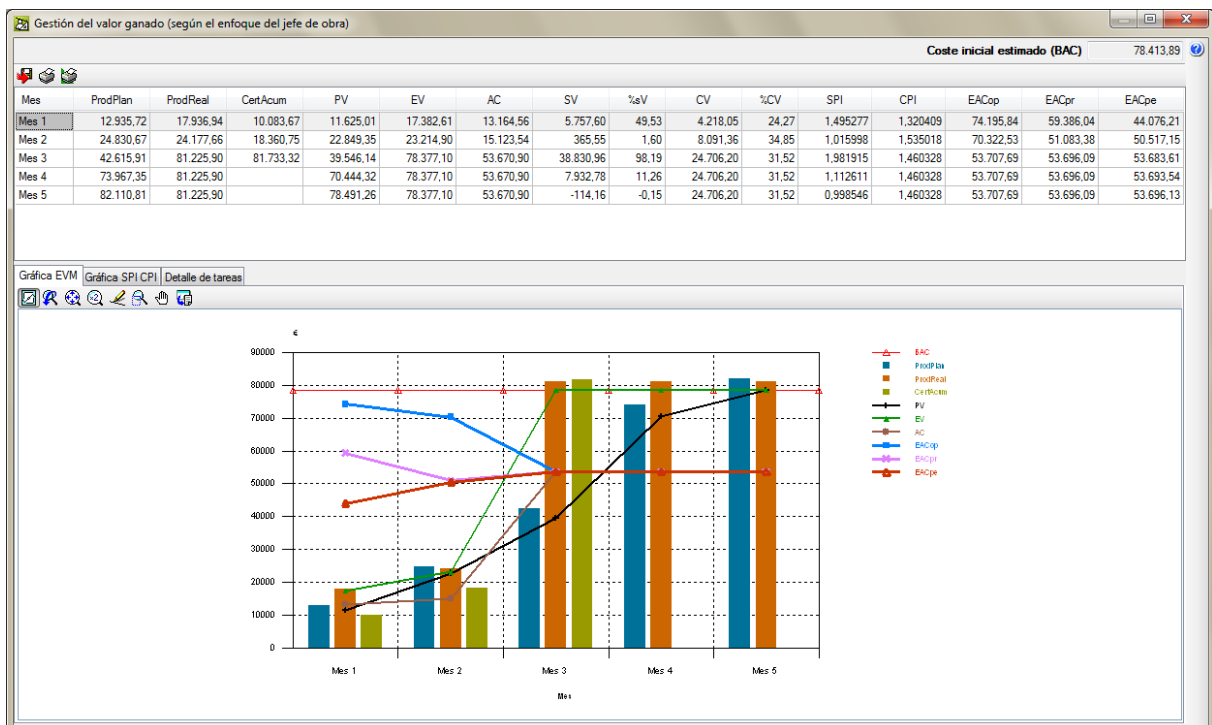 Gestión del valor ganado (según el enfoque del jefe de obra)
Coste inicial estimado (BAC) 78.413,89
Mes ProdPlan ProdReal CertAcum PV EV AC SV %sV CV %CV SPI CPI EACop EACpr EACpe
Mes 1 12.935,72 17.936,94 10.083,67 11.625,01 17.382,61 13.164,56 5.757,60 49,53 4.218,05 24,27 1,495277 1,320409 74.195,84 59.386,04 44.076,21
Mes 2 24.830,67 24.177,66 18.360,75 22.849,35 23.214,90 15.123,54 365,55 1,60 8.091,36 34,85 1,015998 1,535018 70.322,53 51.083,38 50.517,15
Mes 3 42.615,91 81.225,90 81.733,32 39.546,14 78.377,10 53.670,90 38.830,96 98,19 24.706,20 31,52 1,981915 1,460328 53.707,69 53.696,09 53.683,61
Mes 4 73.967,35 81.225,90 70.444,32 78.377,10 53.670,90 7.932,78 11,26 24.706,20 31,52 1,112611 1,460328 53.707,69 53.696,09 53.693,54
Mes 5 82.110,81 81.225,90 78.491,26 78.377,10 53.670,90 -114,16 -0,15 24.706,20 31,52 0,998546 1,460328 53.707,69 53.696,09 53.696,13
Gráfica EVM Gráfica SPI CPI Detalle de tareas
€
90000
80000
70000
60000
50000
40000
30000
20000
10000
0
Mes 1 Mes 2 Mes 3 Mes 4 Mes 5
Mes
BAC
ProdPlan
ProdReal
CertAcum
PV
EV
AC
EACop
EACpr
EACpe